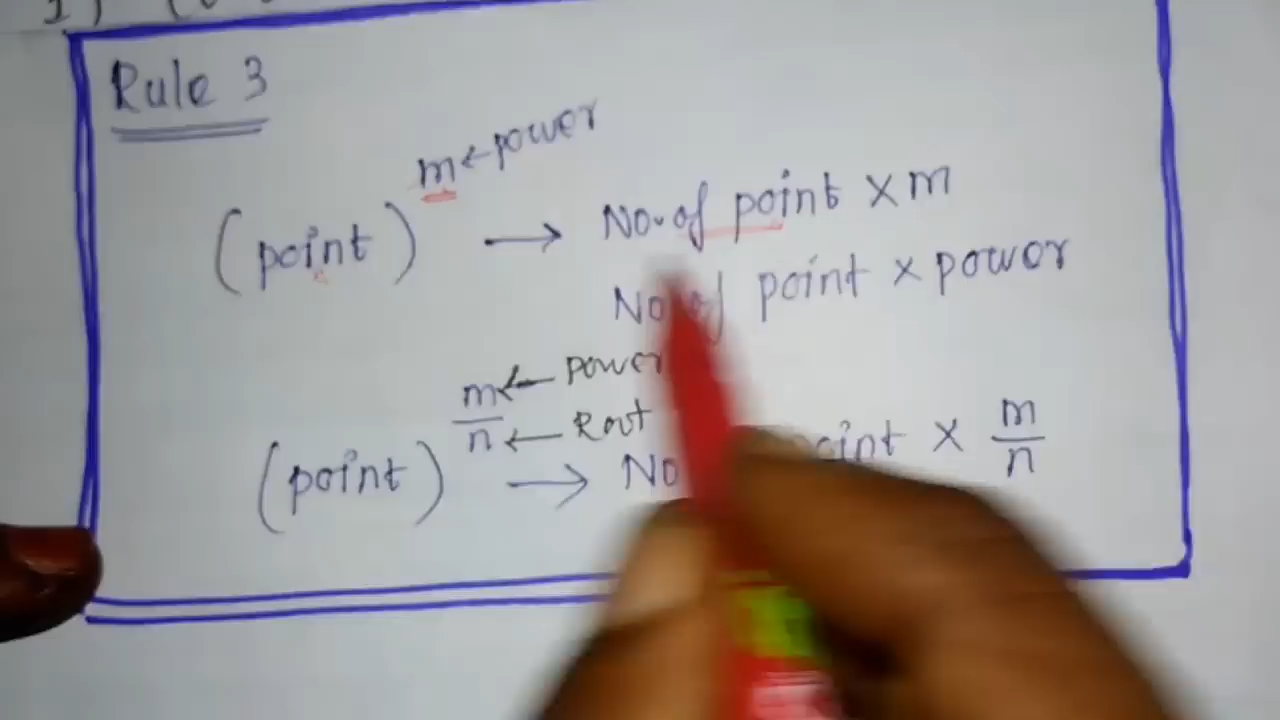 Rule 3
m ← power
(point) → No. of point × m
No of point × power
m ← power
n ← Root
(point) → No point × m/n